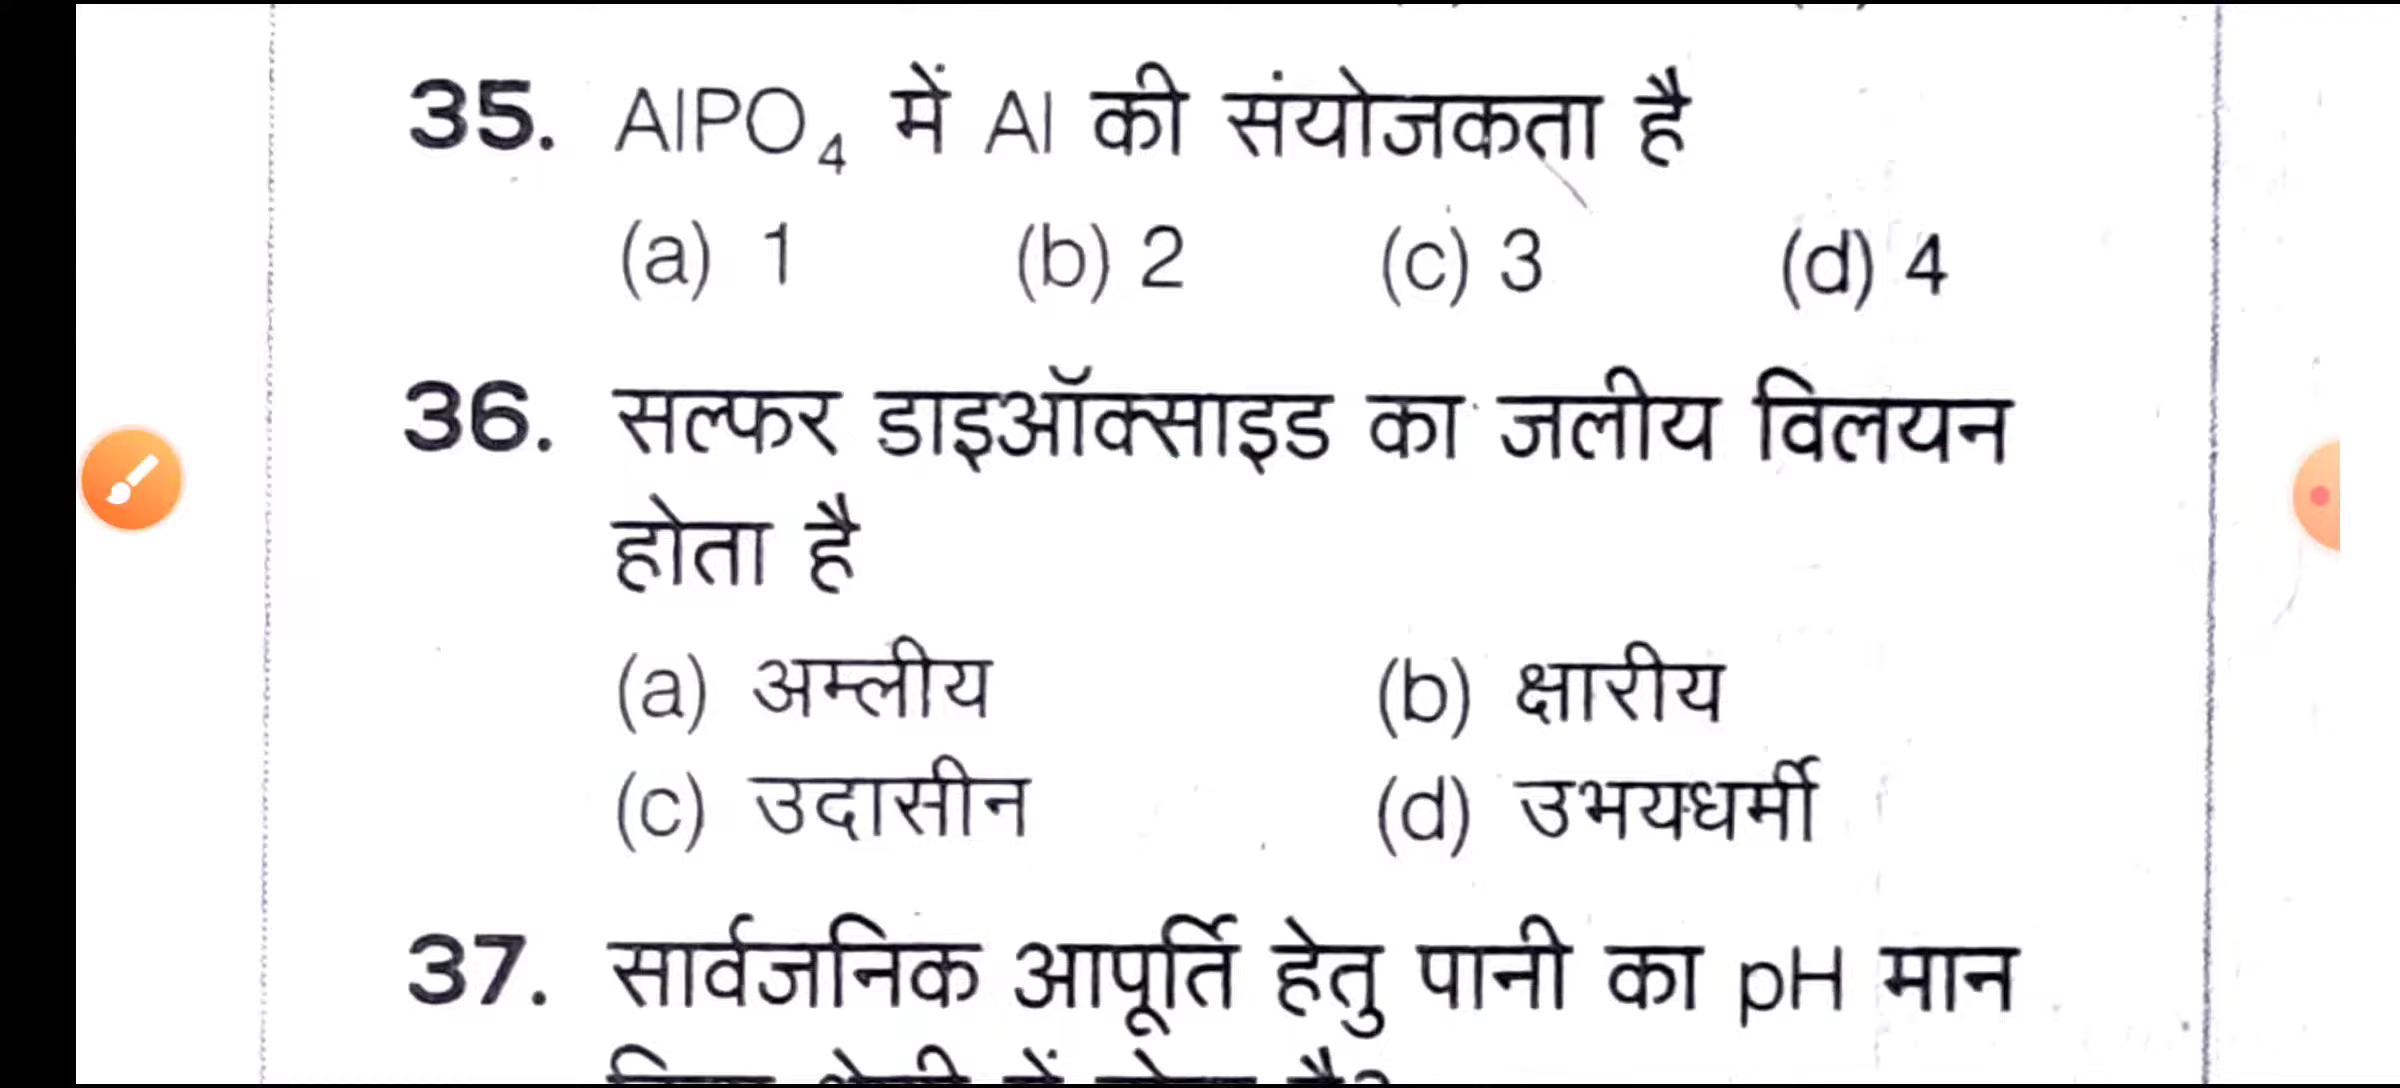 35. AlPO₄ में Al की संयोजकता है
(a) 1 (b) 2 (c) 3 (d) 4
36. सल्फर डाइऑक्साइड का जलीय विलयन
होता है
(a) अम्लीय (b) क्षारीय
(c) उदासीन (d) उभयधर्मी
37. सार्वजनिक आपूर्ति हेतु पानी का pH मान